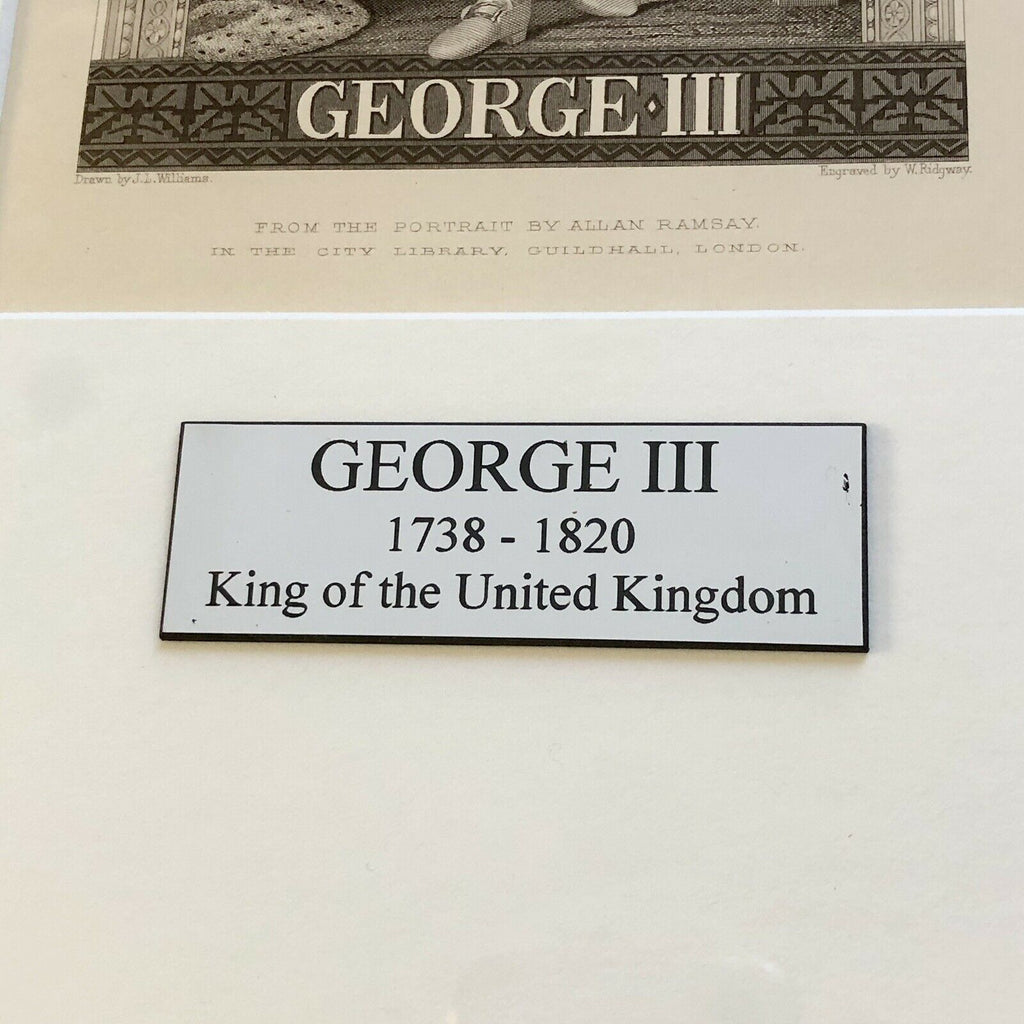 GEORGE·III
Drawn by J.L. Williams.
Engraved by W. Ridgway.
FROM THE PORTRAIT BY ALLAN RAMSAY.
IN THE CITY LIBRARY, GUILDHALL, LONDON.
GEORGE III
1738 - 1820
King of the United Kingdom